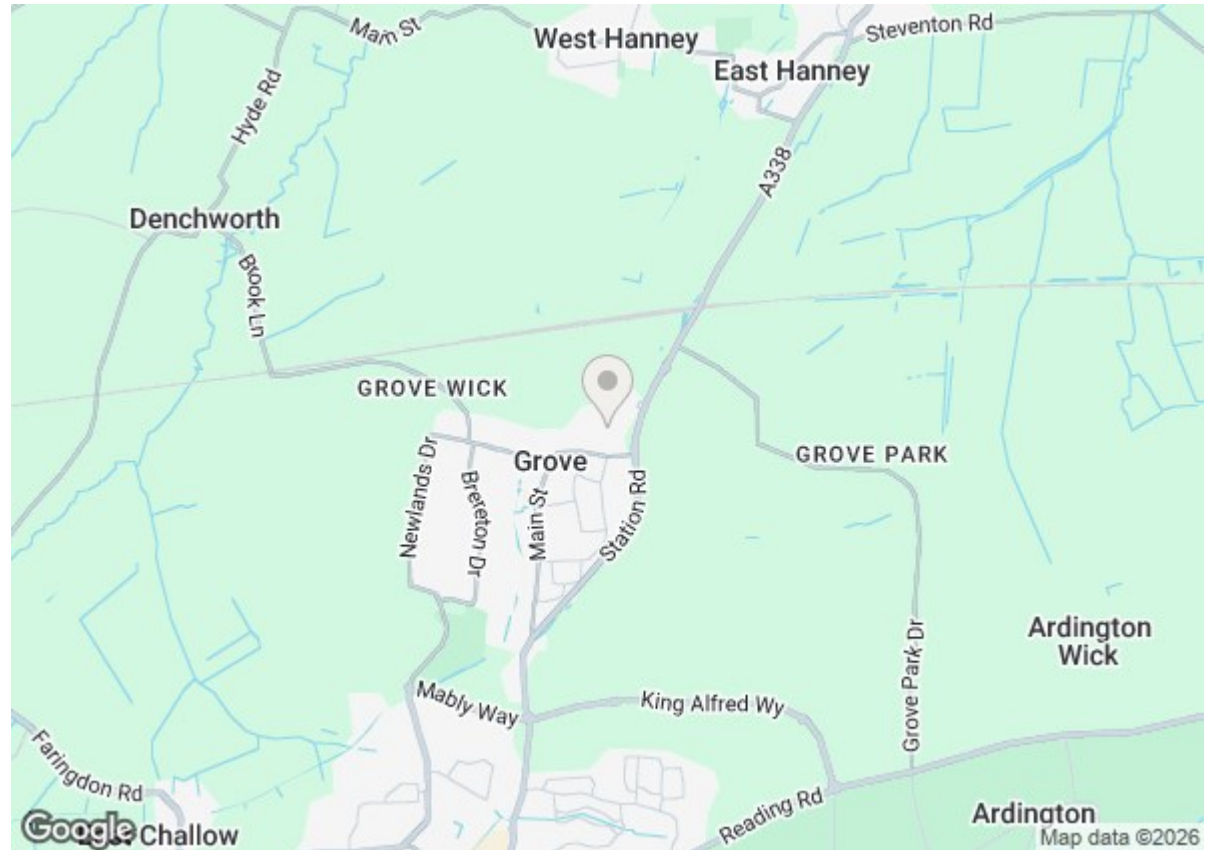 Main St
West Hanney
Steventon Rd
East Hanney
Hyde Rd
A338
Denchworth
Brook Ln
GROVE WICK
Grove
GROVE PARK
Newlands Dr
Brereton Dr
Main St
Station Rd
Ardington
Wick
Grove Park Dr
Mably Way
King Alfred Wy
Faringdon Rd
Reading Rd
Ardington
Google
East Challow
Map data ©2026